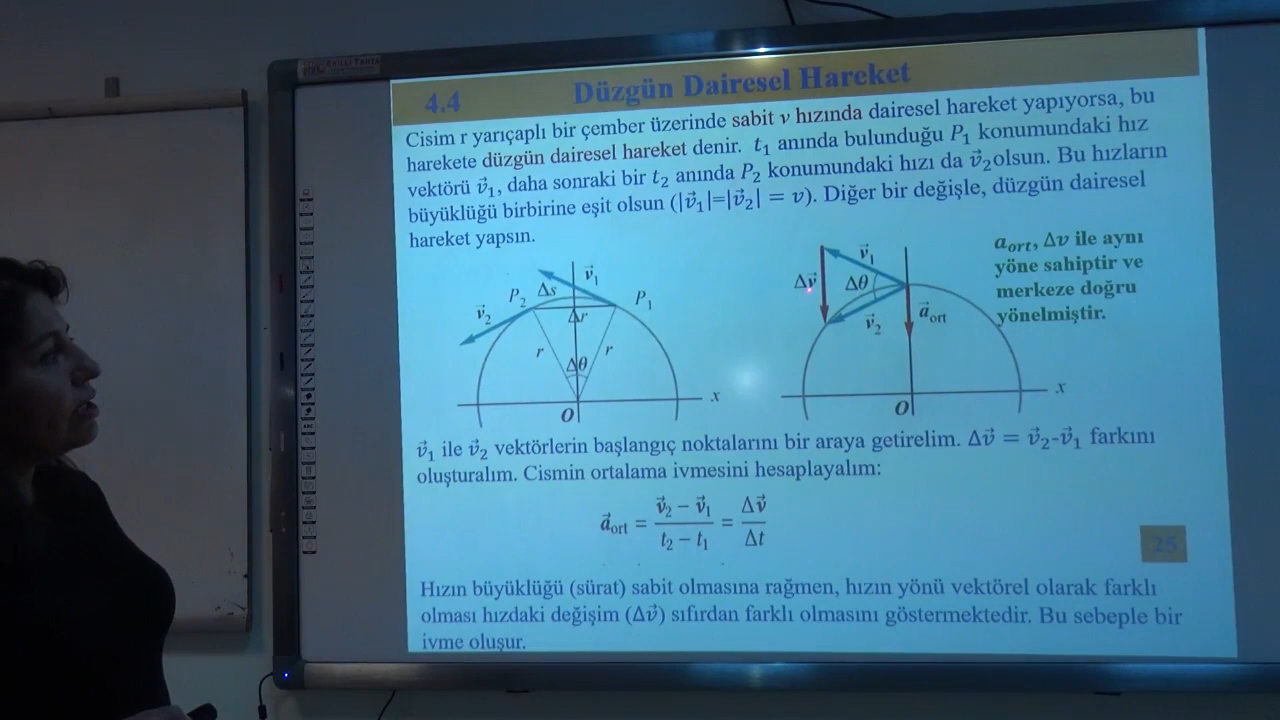 AKILLI TAHTA
4.4 Düzgün Dairesel Hareket
Cisim r yarıçaplı bir çember üzerinde sabit v hızında dairesel hareket yapıyorsa, bu
harekete düzgün dairesel hareket denir. t₁ anında bulunduğu P₁ konumundaki hız
vektörü v⃗₁, daha sonraki bir t₂ anında P₂ konumundaki hızı da v⃗₂olsun. Bu hızların
büyüklüğü birbirine eşit olsun (|v⃗₁|=|v⃗₂| = v). Diğer bir değişle, düzgün dairesel
hareket yapsın.
v⃗₁
P₂ Δs P₁
v⃗₂
Δr
r Δθ r
x
O
v⃗₁
Δv⃗ Δθ
v⃗₂ a⃗ort
x
O
aort, Δv ile aynı
yöne sahiptir ve
merkeze doğru
yönelmiştir.
v⃗₁ ile v⃗₂ vektörlerin başlangıç noktalarını bir araya getirelim. Δv⃗ = v⃗₂-v⃗₁ farkını
oluşturalım. Cismin ortalama ivmesini hesaplayalım:
a⃗ort = (v⃗₂ − v⃗₁)/(t₂ − t₁) = Δv⃗/Δt
25
Hızın büyüklüğü (sürat) sabit olmasına rağmen, hızın yönü vektörel olarak farklı
olması hızdaki değişim (Δv⃗) sıfırdan farklı olmasını göstermektedir. Bu sebeple bir
ivme oluşur.
ABC